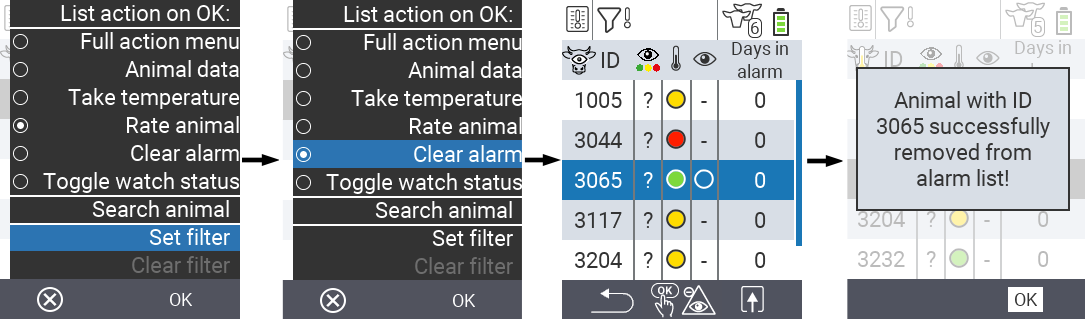 List action on OK:
Full action menu
Animal data
Take temperature
Rate animal
Clear alarm
Toggle watch status
Search animal
Set filter
Clear filter
OK
List action on OK:
Full action menu
Animal data
Take temperature
Rate animal
Clear alarm
Toggle watch status
Search animal
Set filter
Clear filter
OK
6
ID Days in
alarm
1005 ? - 0
3044 ? - 0
3065 ? 0
3117 ? - 0
3204 ? - 0
OK
5
ID Days in
alarm
Animal with ID
3065 successfully
removed from
alarm list!
3204 ? - 0
3232 ? - 0
OK